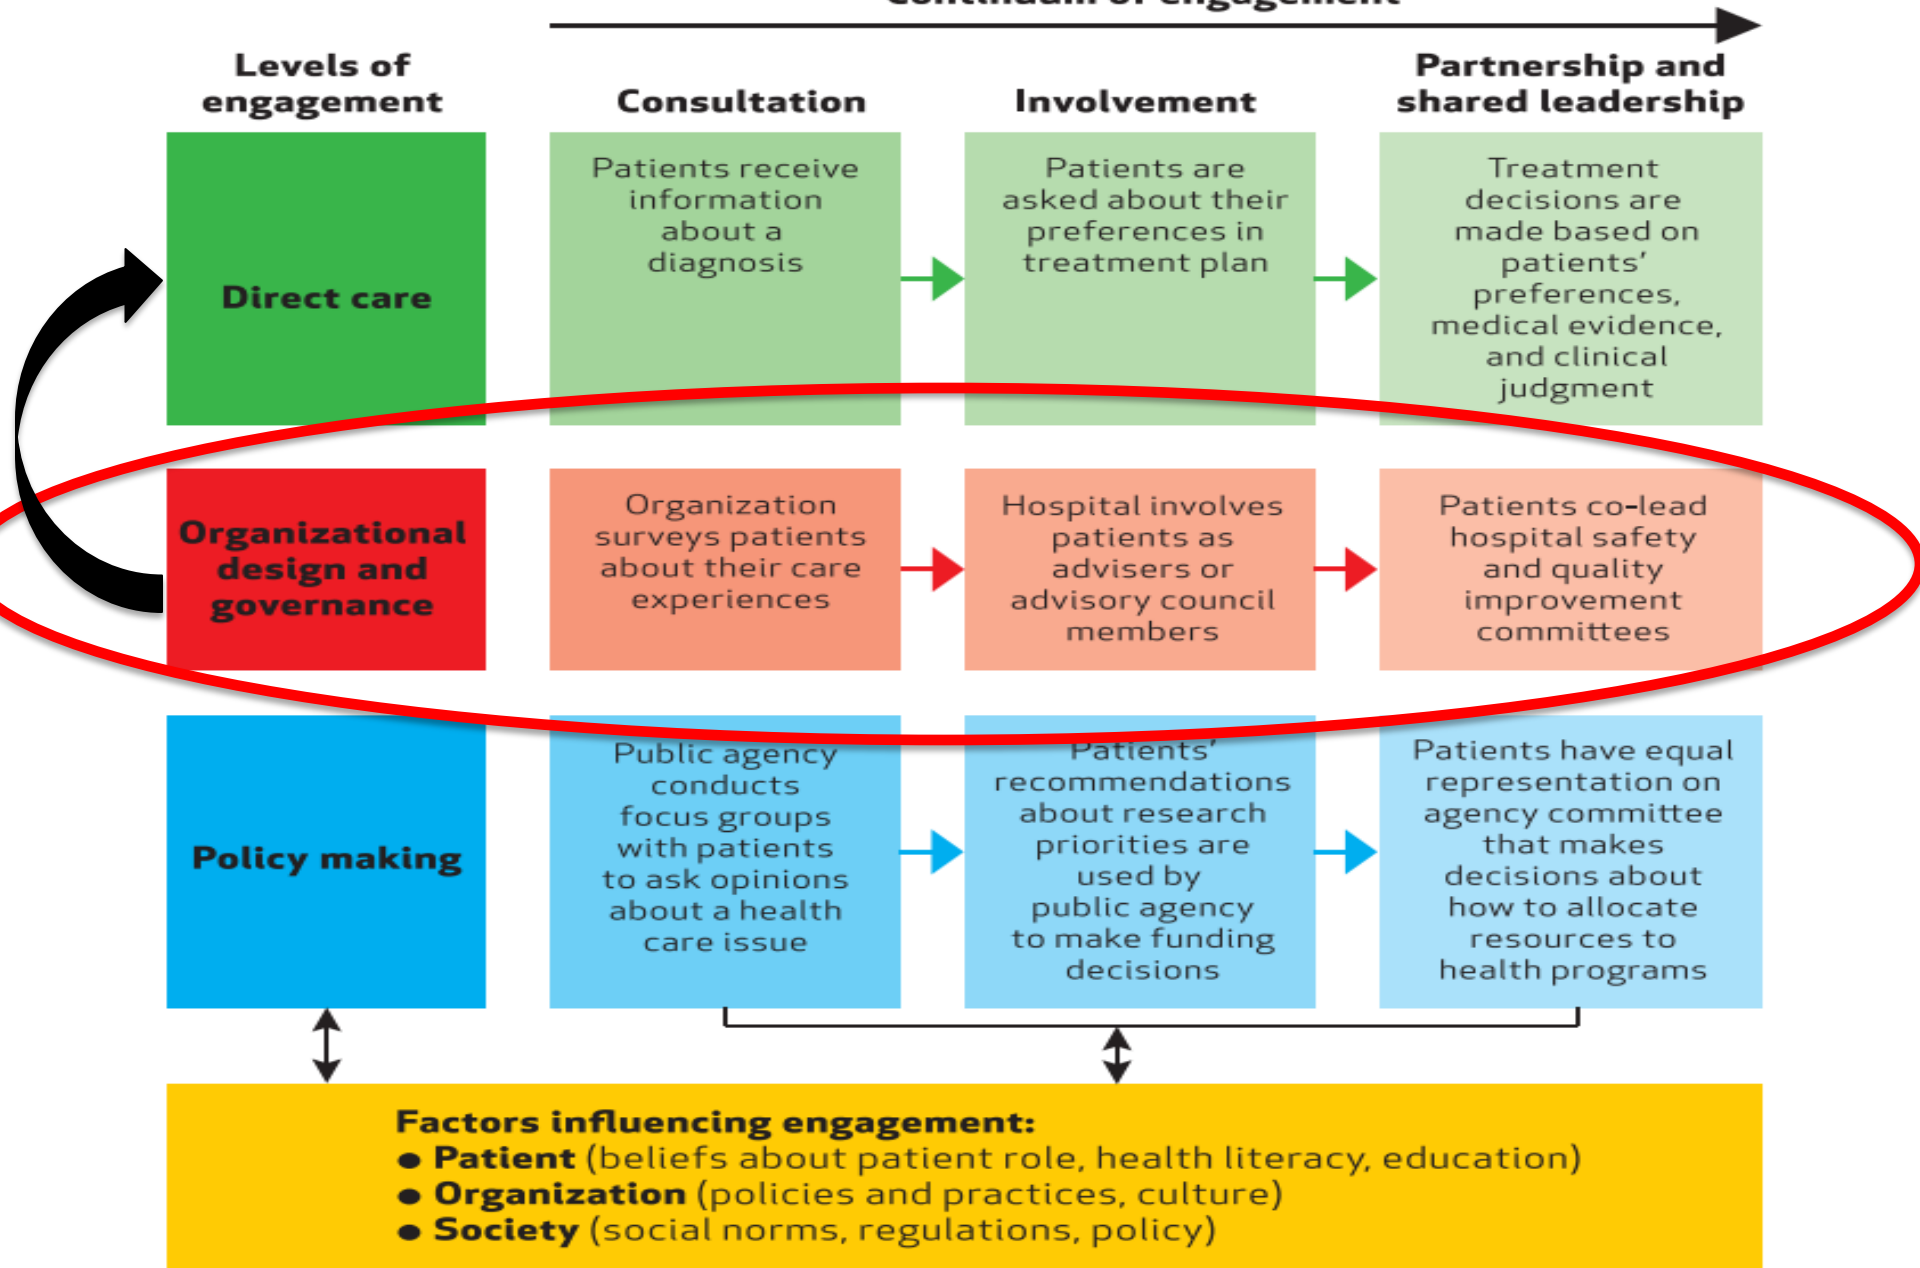 Continuum of engagement
Levels of
engagement
Consultation
Involvement
Partnership and
shared leadership
Direct care
Patients receive
information
about a
diagnosis
Patients are
asked about their
preferences in
treatment plan
Treatment
decisions are
made based on
patients’
preferences,
medical evidence,
and clinical
judgment
Organizational
design and
governance
Organization
surveys patients
about their care
experiences
Hospital involves
patients as
advisers or
advisory council
members
Patients co-lead
hospital safety
and quality
improvement
committees
Policy making
Public agency
conducts
focus groups
with patients
to ask opinions
about a health
care issue
Patients’
recommendations
about research
priorities are
used by
public agency
to make funding
decisions
Patients have equal
representation on
agency committee
that makes
decisions about
how to allocate
resources to
health programs
Factors influencing engagement:
● Patient (beliefs about patient role, health literacy, education)
● Organization (policies and practices, culture)
● Society (social norms, regulations, policy)